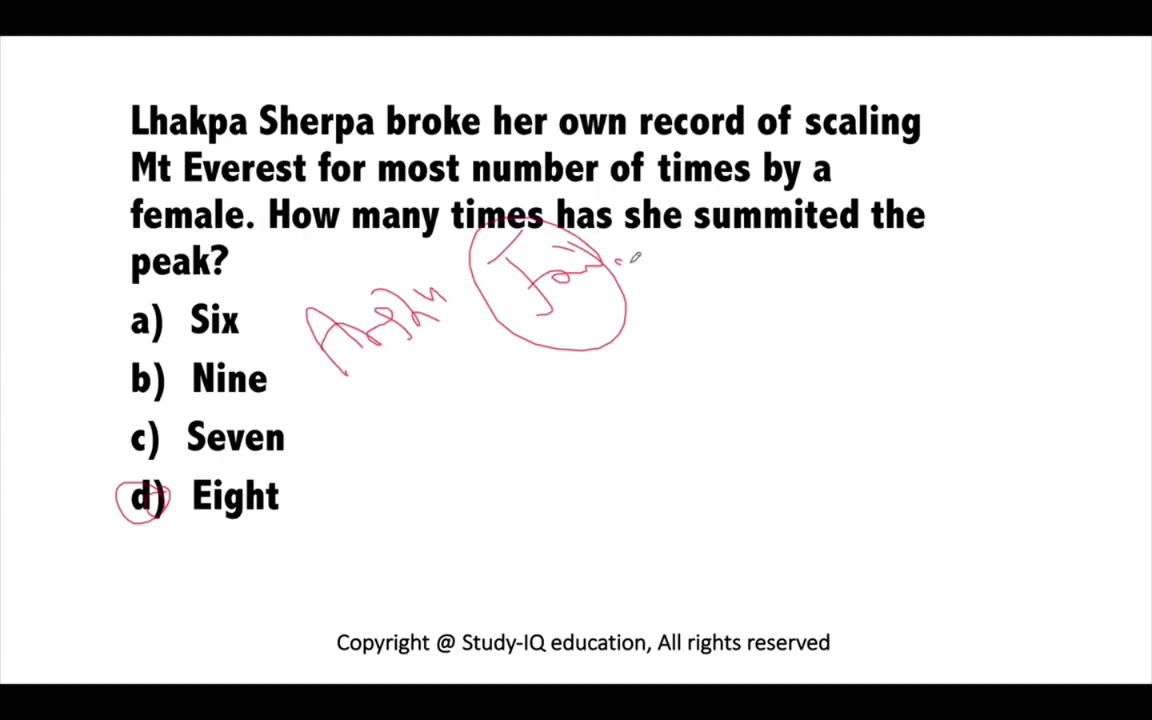 Lhakpa Sherpa broke her own record of scaling
Mt Everest for most number of times by a
female. How many times has she summited the
peak?
a) Six
b) Nine
c) Seven
d) Eight
Copyright @ Study-IQ education, All rights reserved